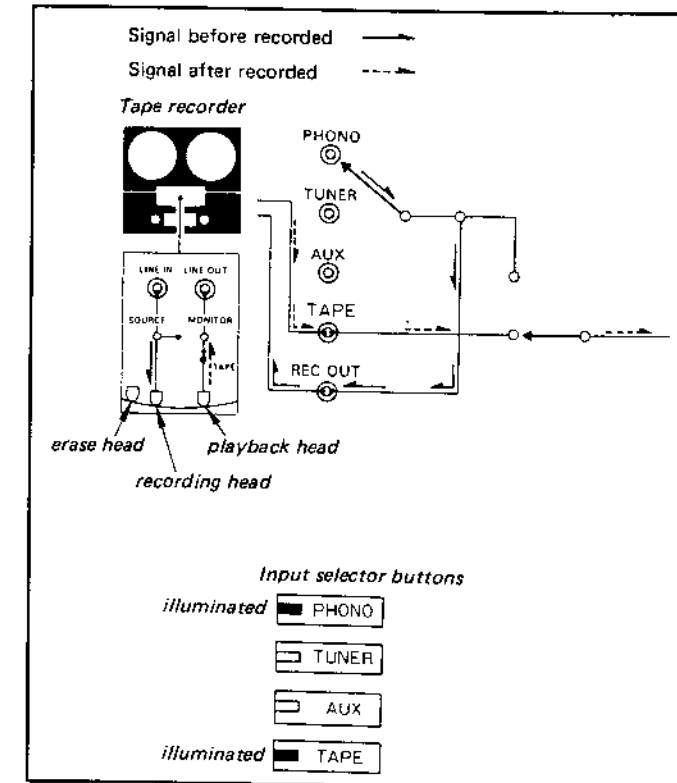 Signal before recorded
Signal after recorded
Tape recorder
PHONO
TUNER
AUX
TAPE
REC OUT
LINE IN LINE OUT
SOURCE MONITOR
TAPE
erase head playback head
recording head
Input selector buttons
illuminated PHONO
TUNER
AUX
illuminated TAPE